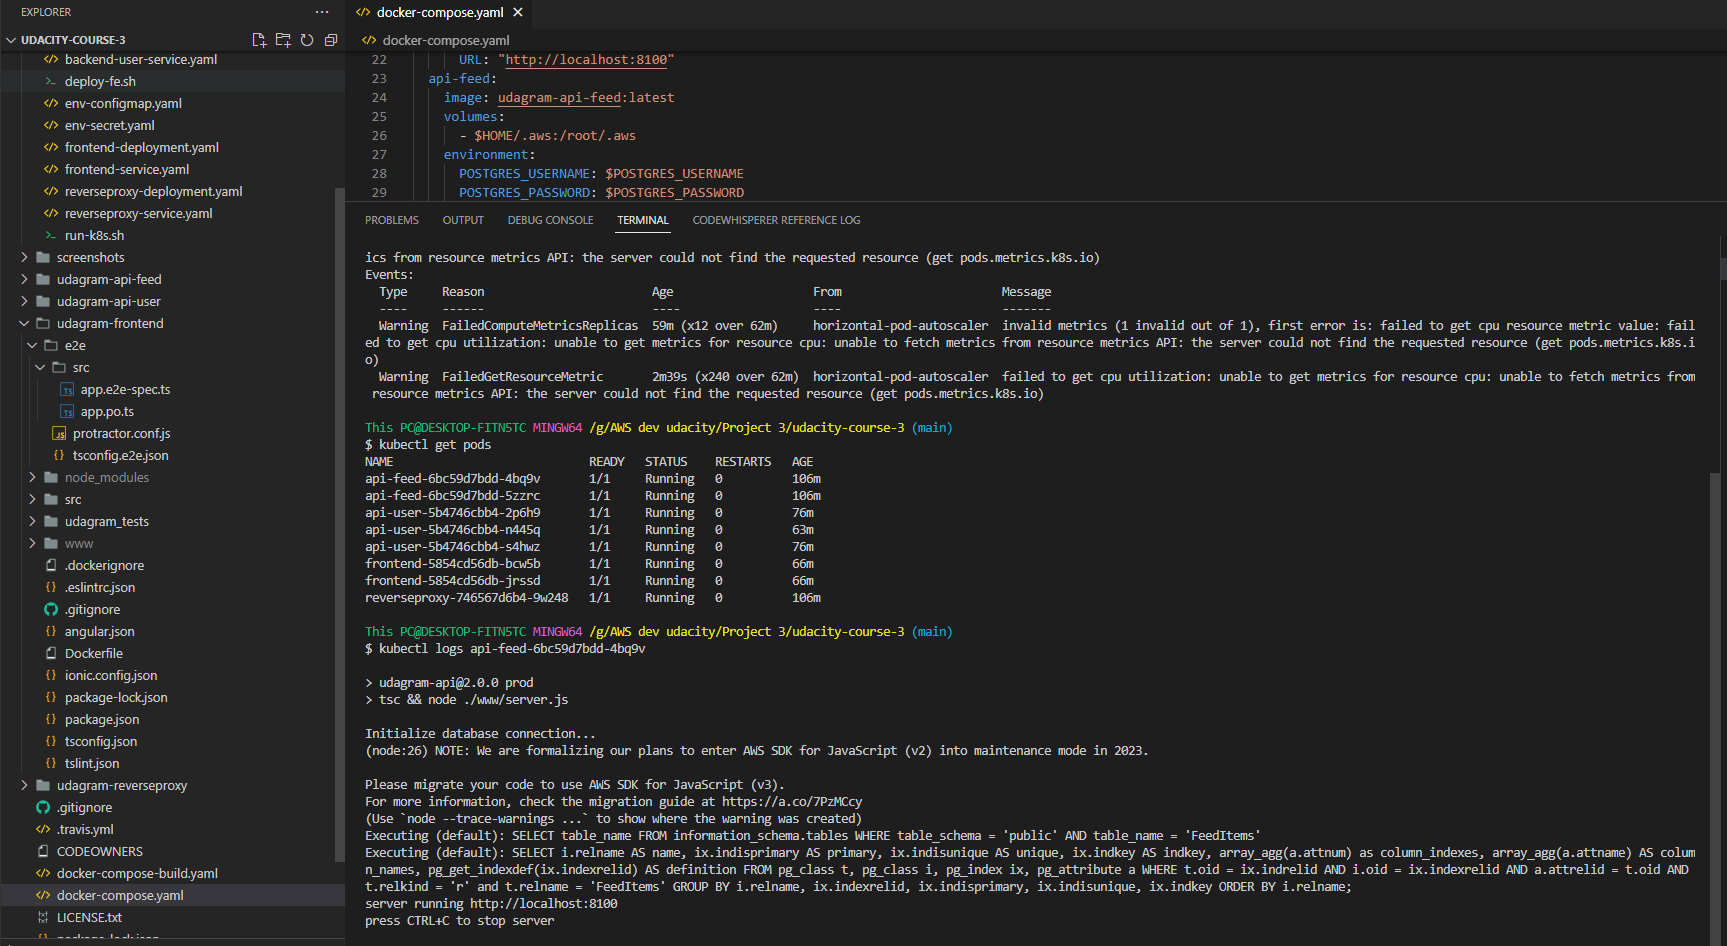 EXPLORER
UDACITY-COURSE-3
backend-user-service.yaml
deploy-fe.sh
env-configmap.yaml
env-secret.yaml
frontend-deployment.yaml
frontend-service.yaml
reverseproxy-deployment.yaml
reverseproxy-service.yaml
run-k8s.sh
screenshots
udagram-api-feed
udagram-api-user
udagram-frontend
e2e
src
app.e2e-spec.ts
app.po.ts
protractor.conf.js
tsconfig.e2e.json
node_modules
src
udagram_tests
www
.dockerignore
.eslintrc.json
.gitignore
angular.json
Dockerfile
ionic.config.json
package-lock.json
package.json
tsconfig.json
tslint.json
udagram-reverseproxy
.gitignore
.travis.yml
CODEOWNERS
docker-compose-build.yaml
docker-compose.yaml
LICENSE.txt
package-lock.json
docker-compose.yaml
docker-compose.yaml
22 URL: "http://localhost:8100"
23 api-feed:
24 image: udagram-api-feed:latest
25 volumes:
26 - $HOME/.aws:/root/.aws
27 environment:
28 POSTGRES_USERNAME: $POSTGRES_USERNAME
29 POSTGRES_PASSWORD: $POSTGRES_PASSWORD
PROBLEMS OUTPUT DEBUG CONSOLE TERMINAL CODEWHISPERER REFERENCE LOG
ics from resource metrics API: the server could not find the requested resource (get pods.metrics.k8s.io)
Events:
Type Reason Age From Message
---- ------ ---- ---- -------
Warning FailedComputeMetricsReplicas 59m (x12 over 62m) horizontal-pod-autoscaler invalid metrics (1 invalid out of 1), first error is: failed to get cpu resource metric value: fail
ed to get cpu utilization: unable to get metrics for resource cpu: unable to fetch metrics from resource metrics API: the server could not find the requested resource (get pods.metrics.k8s.i
o)
Warning FailedGetResourceMetric 2m39s (x240 over 62m) horizontal-pod-autoscaler failed to get cpu utilization: unable to get metrics for resource cpu: unable to fetch metrics from
resource metrics API: the server could not find the requested resource (get pods.metrics.k8s.io)
This PC@DESKTOP-FITN5TC MINGW64 /g/AWS dev udacity/Project 3/udacity-course-3 (main)
$ kubectl get pods
NAME READY STATUS RESTARTS AGE
api-feed-6bc59d7bdd-4bq9v 1/1 Running 0 106m
api-feed-6bc59d7bdd-5zzrc 1/1 Running 0 106m
api-user-5b4746cbb4-2p6h9 1/1 Running 0 76m
api-user-5b4746cbb4-n445q 1/1 Running 0 63m
api-user-5b4746cbb4-s4hwz 1/1 Running 0 76m
frontend-5854cd56db-bcw5b 1/1 Running 0 66m
frontend-5854cd56db-jrssd 1/1 Running 0 66m
reverseproxy-746567d6b4-9w248 1/1 Running 0 106m
This PC@DESKTOP-FITN5TC MINGW64 /g/AWS dev udacity/Project 3/udacity-course-3 (main)
$ kubectl logs api-feed-6bc59d7bdd-4bq9v
> udagram-api@2.0.0 prod
> tsc && node ./www/server.js
Initialize database connection...
(node:26) NOTE: We are formalizing our plans to enter AWS SDK for JavaScript (v2) into maintenance mode in 2023.
Please migrate your code to use AWS SDK for JavaScript (v3).
For more information, check the migration guide at https://a.co/7PzMCcy
(Use `node --trace-warnings ...` to show where the warning was created)
Executing (default): SELECT table_name FROM information_schema.tables WHERE table_schema = 'public' AND table_name = 'FeedItems'
Executing (default): SELECT i.relname AS name, ix.indisprimary AS primary, ix.indisunique AS unique, ix.indkey AS indkey, array_agg(a.attnum) as column_indexes, array_agg(a.attname) AS colum
n_names, pg_get_indexdef(ix.indexrelid) AS definition FROM pg_class t, pg_class i, pg_index ix, pg_attribute a WHERE t.oid = ix.indrelid AND i.oid = ix.indexrelid AND a.attrelid = t.oid AND
t.relkind = 'r' and t.relname = 'FeedItems' GROUP BY i.relname, ix.indexrelid, ix.indisprimary, ix.indisunique, ix.indkey ORDER BY i.relname;
server running http://localhost:8100
press CTRL+C to stop server